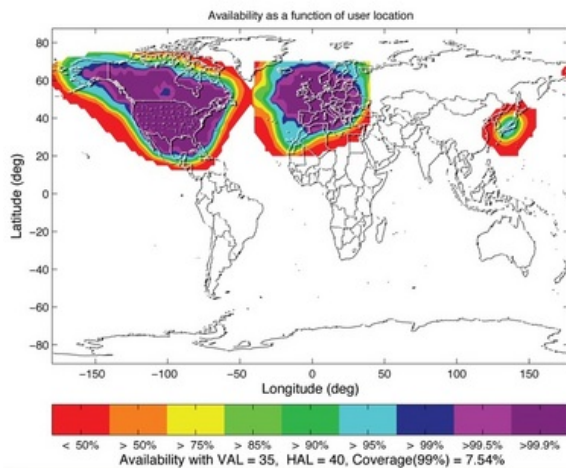 Availability as a function of user location
80
60
40
20
0
−20
−40
−60
−80
Latitude (deg)
−150 −100 −50 0 50 100 150
Longitude (deg)
< 50% > 50% > 75% > 85% > 90% > 95% > 99% >99.5% >99.9%
Availability with VAL = 35, HAL = 40, Coverage(99%) = 7.54%